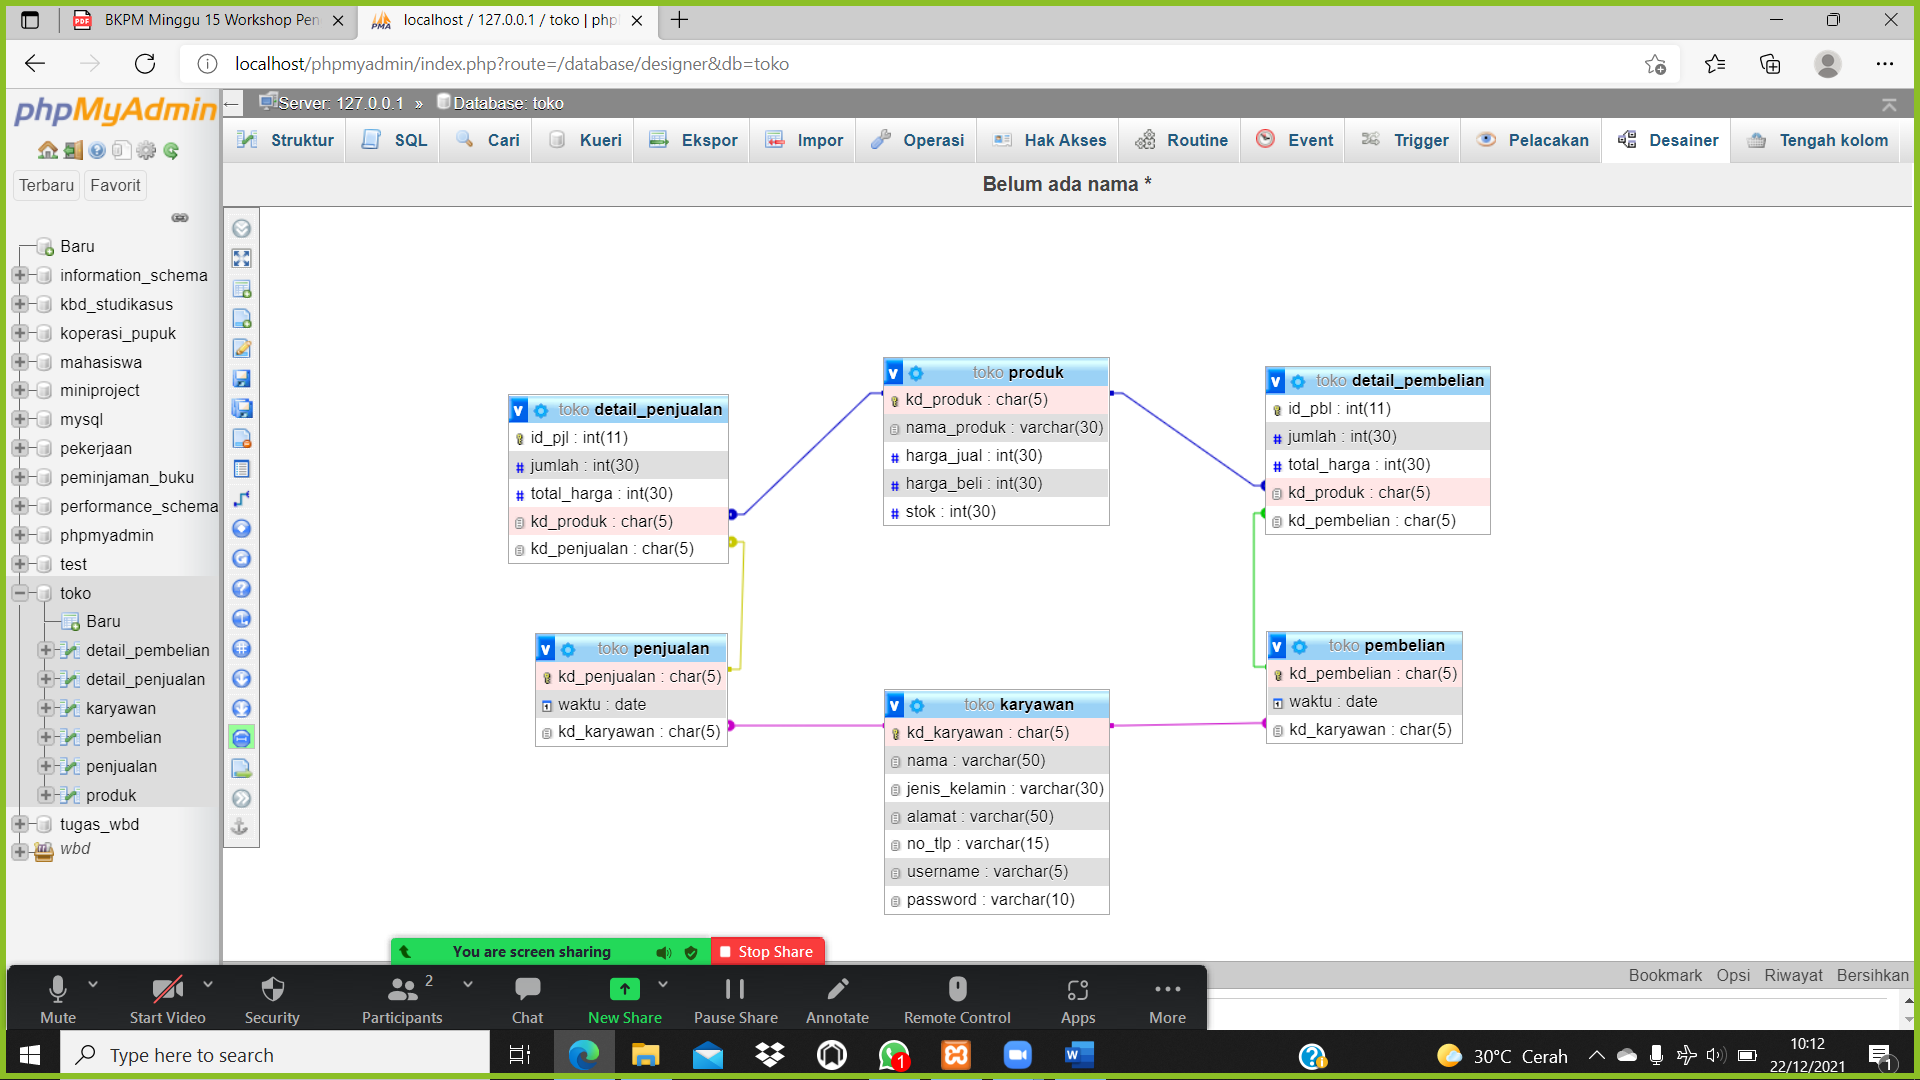 BKPM Minggu 15 Workshop Pen
localhost / 127.0.0.1 / toko | php
localhost/phpmyadmin/index.php?route=/database/designer&db=toko
phpMyAdmin
Server: 127.0.0.1 » Database: toko
Struktur SQL Cari Kueri Ekspor Impor Operasi Hak Akses Routine Event Trigger Pelacakan Desainer Tengah kolom
Terbaru Favorit
Belum ada nama *
Baru
information_schema
kbd_studikasus
koperasi_pupuk
mahasiswa
miniproject
mysql
pekerjaan
peminjaman_buku
performance_schema
phpmyadmin
test
toko
Baru
detail_pembelian
detail_penjualan
karyawan
pembelian
penjualan
produk
tugas_wbd
wbd
toko detail_penjualan
id_pjl : int(11)
jumlah : int(30)
total_harga : int(30)
kd_produk : char(5)
kd_penjualan : char(5)
toko produk
kd_produk : char(5)
nama_produk : varchar(30)
harga_jual : int(30)
harga_beli : int(30)
stok : int(30)
toko detail_pembelian
id_pbl : int(11)
jumlah : int(30)
total_harga : int(30)
kd_produk : char(5)
kd_pembelian : char(5)
toko penjualan
kd_penjualan : char(5)
waktu : date
kd_karyawan : char(5)
toko karyawan
kd_karyawan : char(5)
nama : varchar(50)
jenis_kelamin : varchar(30)
alamat : varchar(50)
no_tlp : varchar(15)
username : varchar(5)
password : varchar(10)
toko pembelian
kd_pembelian : char(5)
waktu : date
kd_karyawan : char(5)
You are screen sharing Stop Share
Bookmark Opsi Riwayat Bersihkan
2
Mute Start Video Security Participants Chat New Share Pause Share Annotate Remote Control Apps More
Type here to search
1
30°C Cerah
10:12
22/12/2021
1